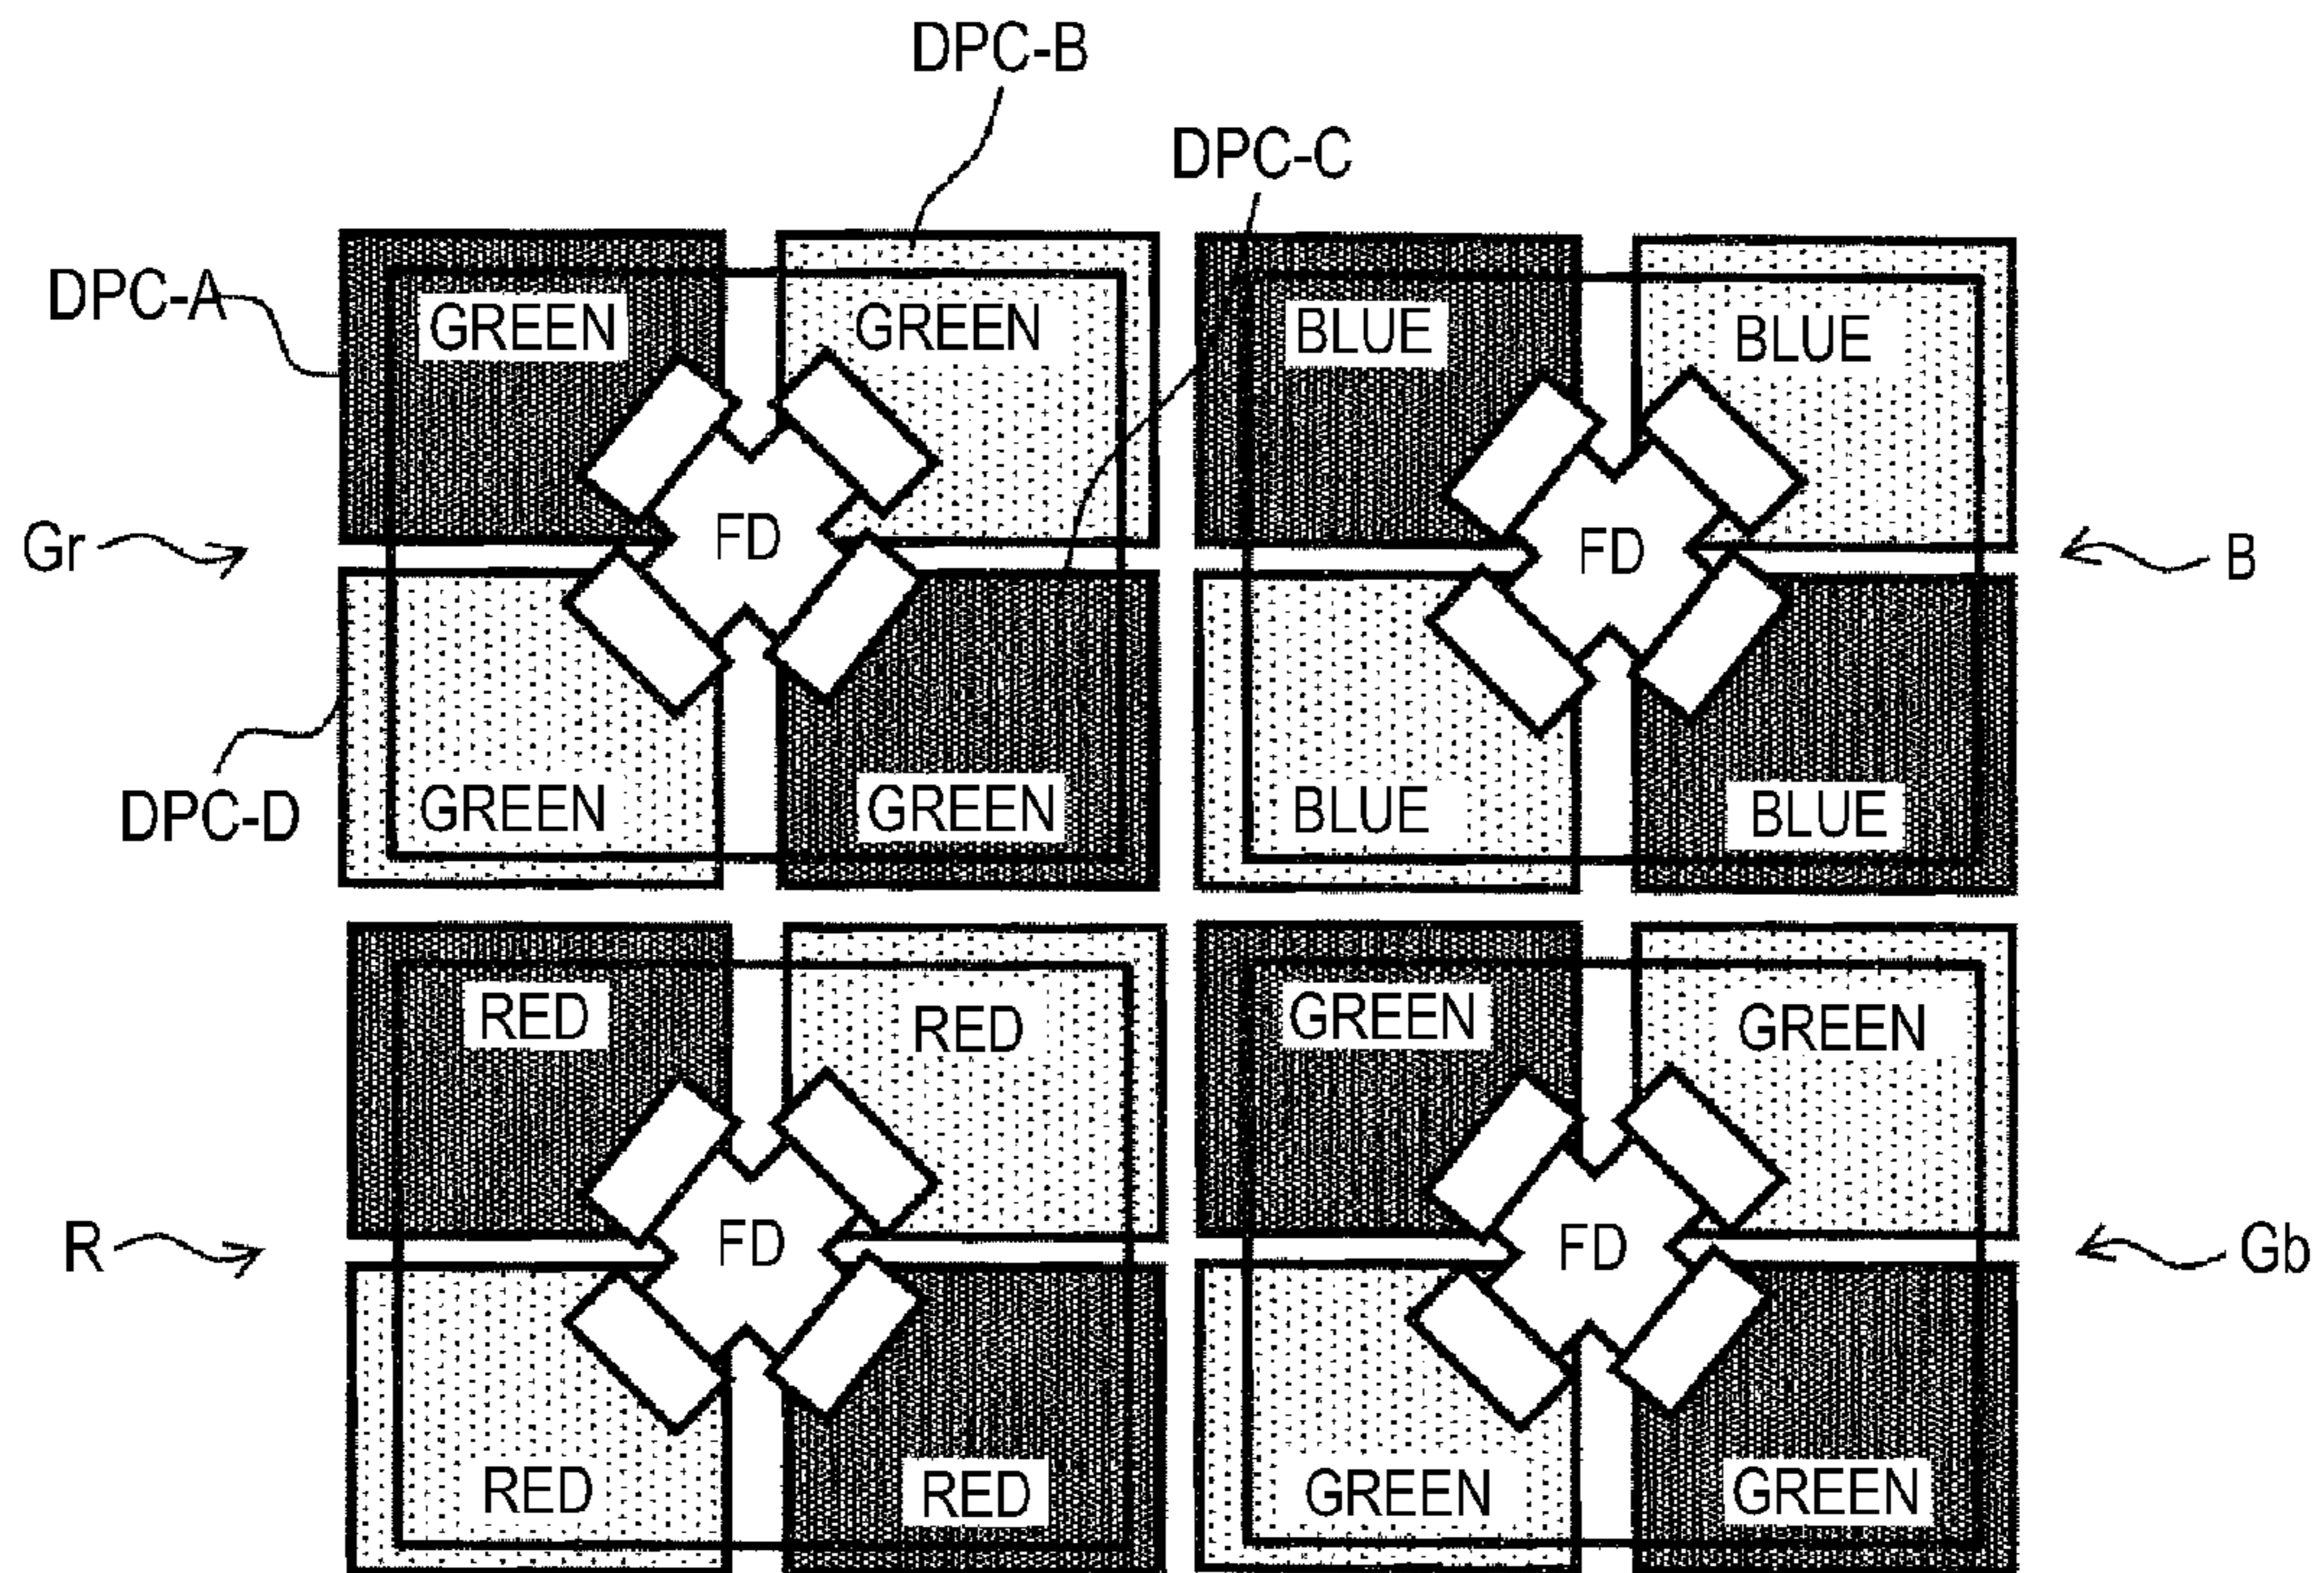 DPC-B
DPC-C
DPC-A
GREEN GREEN BLUE BLUE
Gr FD FD B
DPC-D GREEN GREEN BLUE BLUE
RED RED GREEN GREEN
R FD FD Gb
RED RED GREEN GREEN